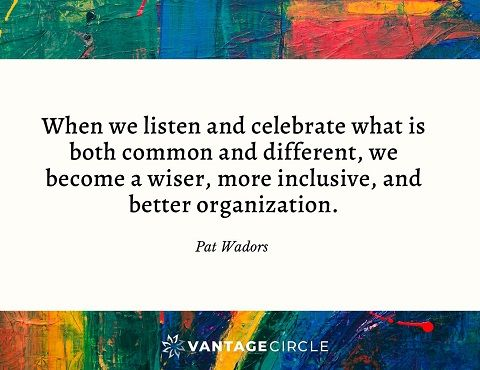 When we listen and celebrate what is
both common and different, we
become a wiser, more inclusive, and
better organization.
Pat Wadors
VANTAGECIRCLE